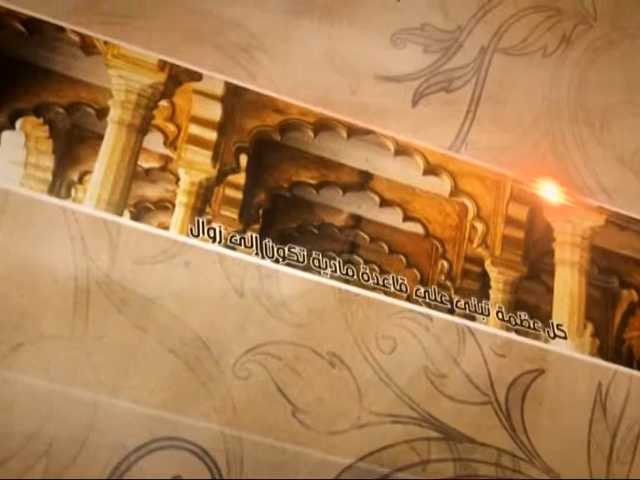 كل عظمة تبنى على قاعدة مادية تكون إلى زوال